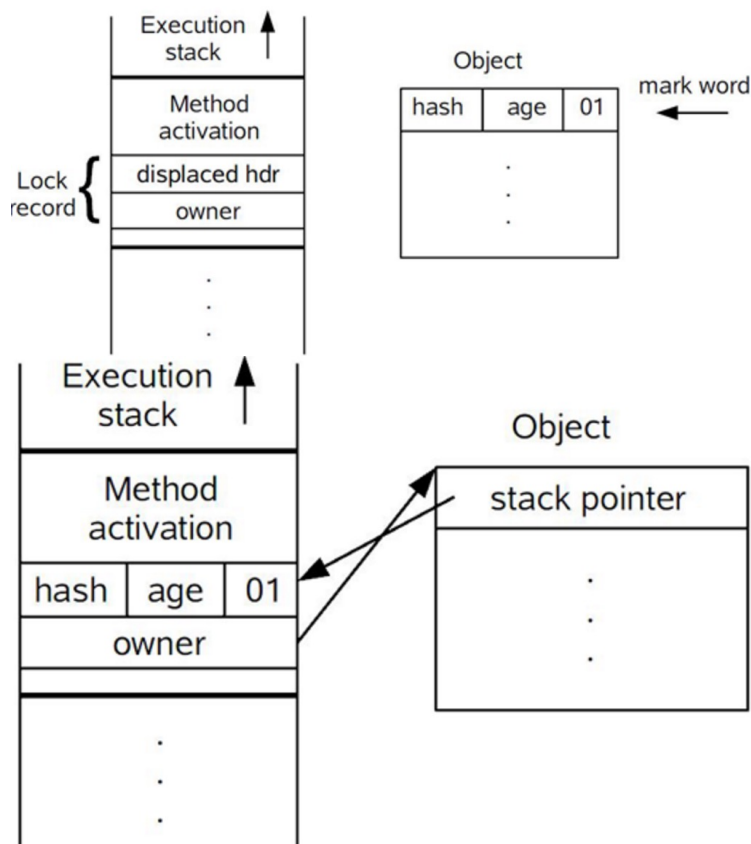 Execution
stack
Object
mark word
hash age 01
Method
activation
Lock
record
displaced hdr
owner
Execution
stack
Object
stack pointer
Method
activation
hash age 01
owner